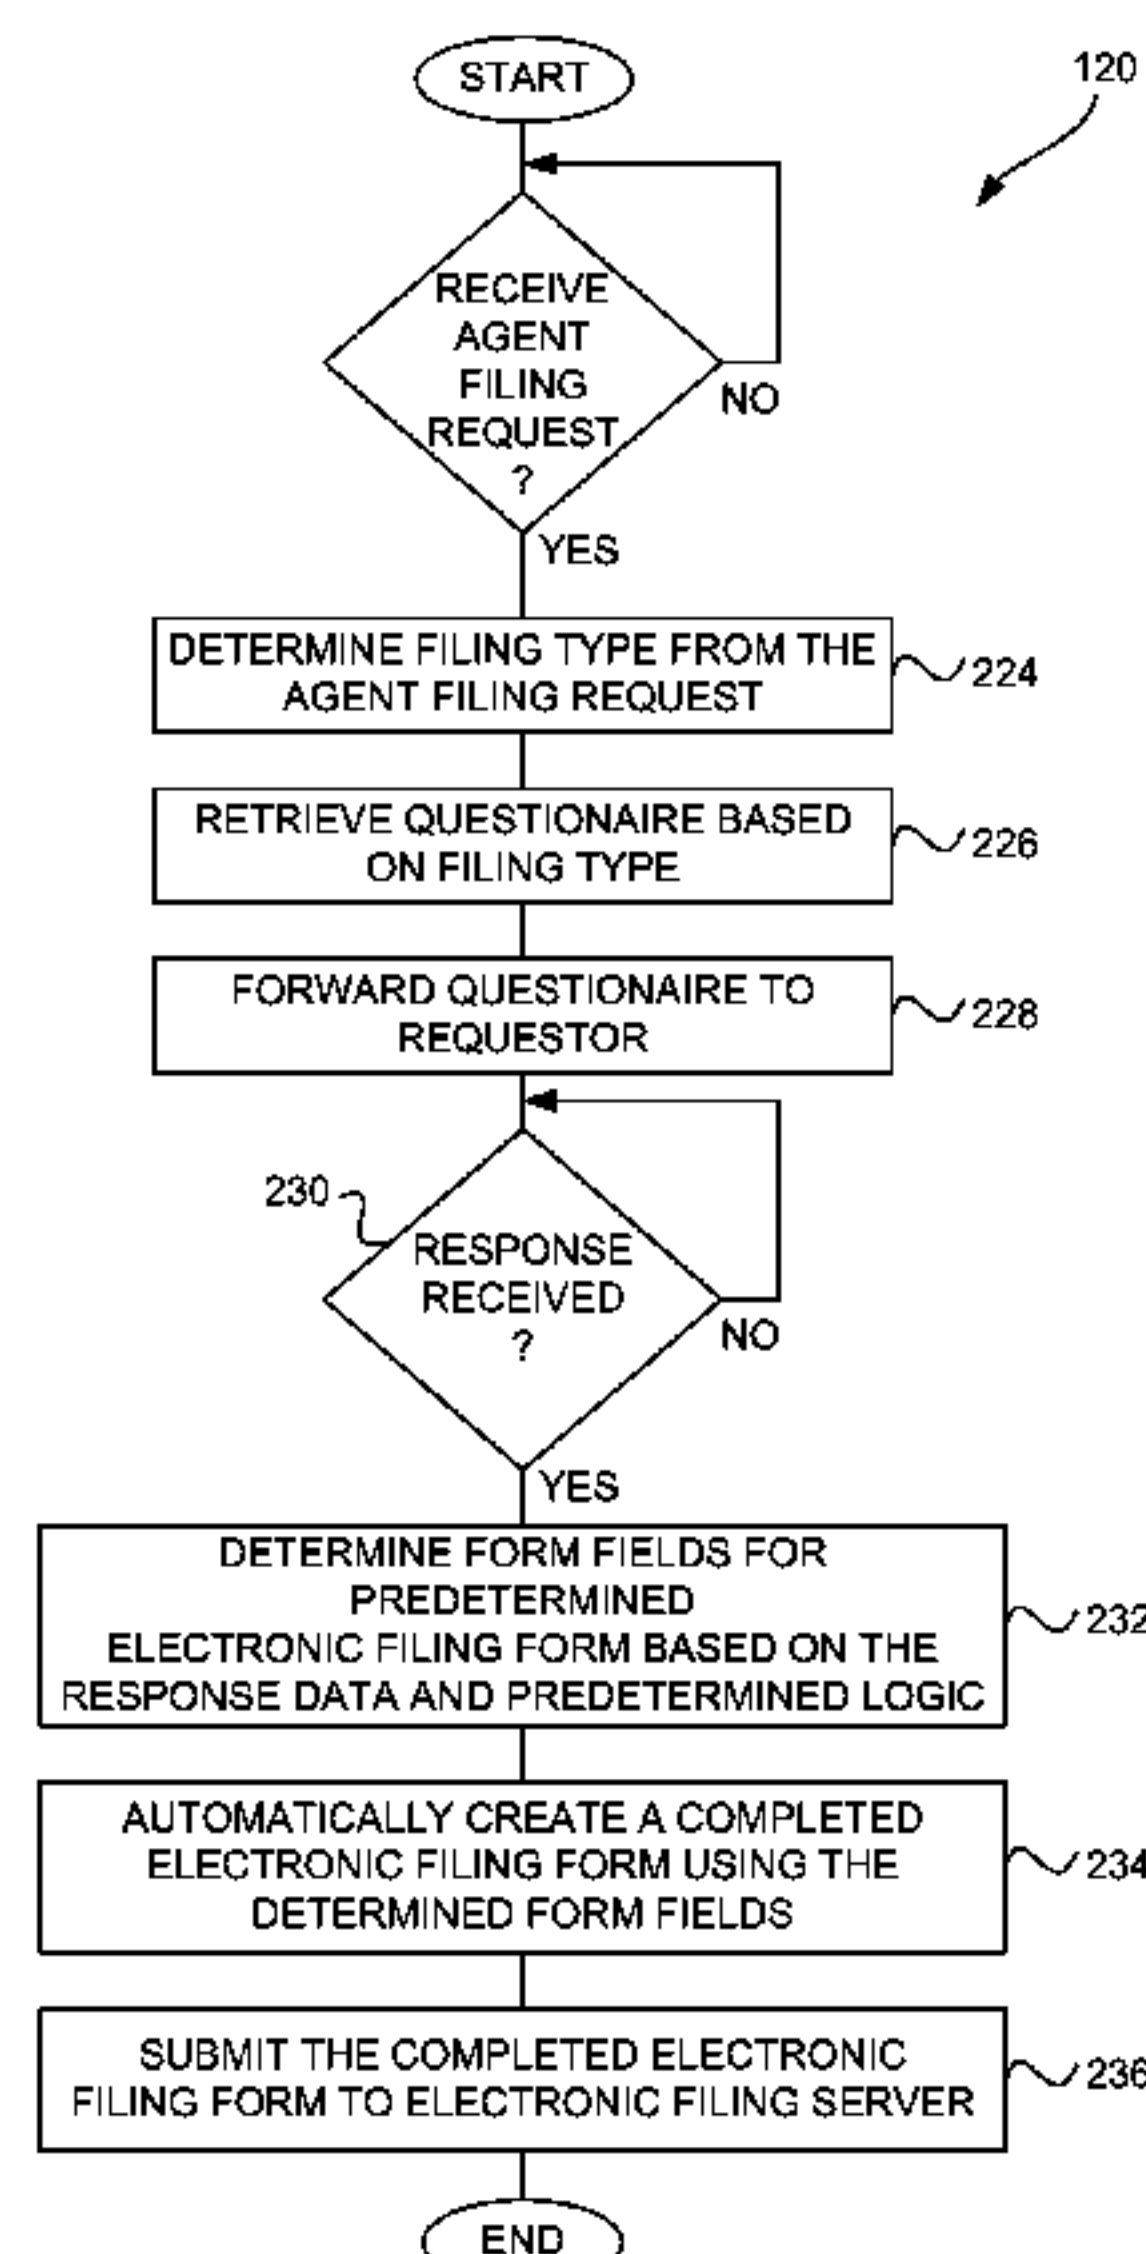 START
120
RECEIVE
AGENT
FILING
REQUEST
?
NO
YES
DETERMINE FILING TYPE FROM THE
AGENT FILING REQUEST
224
RETRIEVE QUESTIONAIRE BASED
ON FILING TYPE
226
FORWARD QUESTIONAIRE TO
REQUESTOR
228
230
RESPONSE
RECEIVED
?
NO
YES
DETERMINE FORM FIELDS FOR
PREDETERMINED
ELECTRONIC FILING FORM BASED ON THE
RESPONSE DATA AND PREDETERMINED LOGIC
232
AUTOMATICALLY CREATE A COMPLETED
ELECTRONIC FILING FORM USING THE
DETERMINED FORM FIELDS
234
SUBMIT THE COMPLETED ELECTRONIC
FILING FORM TO ELECTRONIC FILING SERVER
236
END